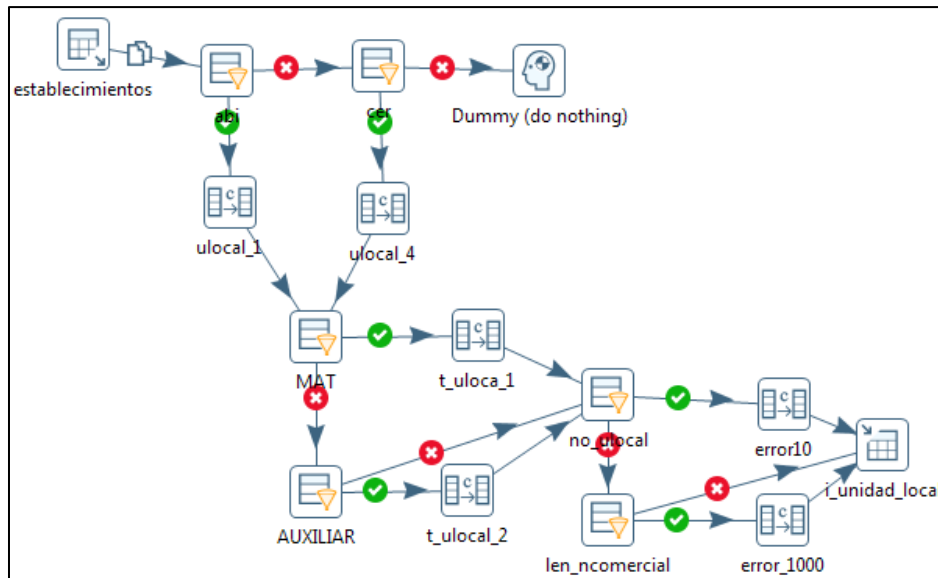 establecimientos
abi
cer
Dummy (do nothing)
ulocal_1
ulocal_4
MAT
t_uloca_1
no_ulocal
error10
i_unidad_loca
AUXILIAR
t_ulocal_2
len_ncomercial
error_1000